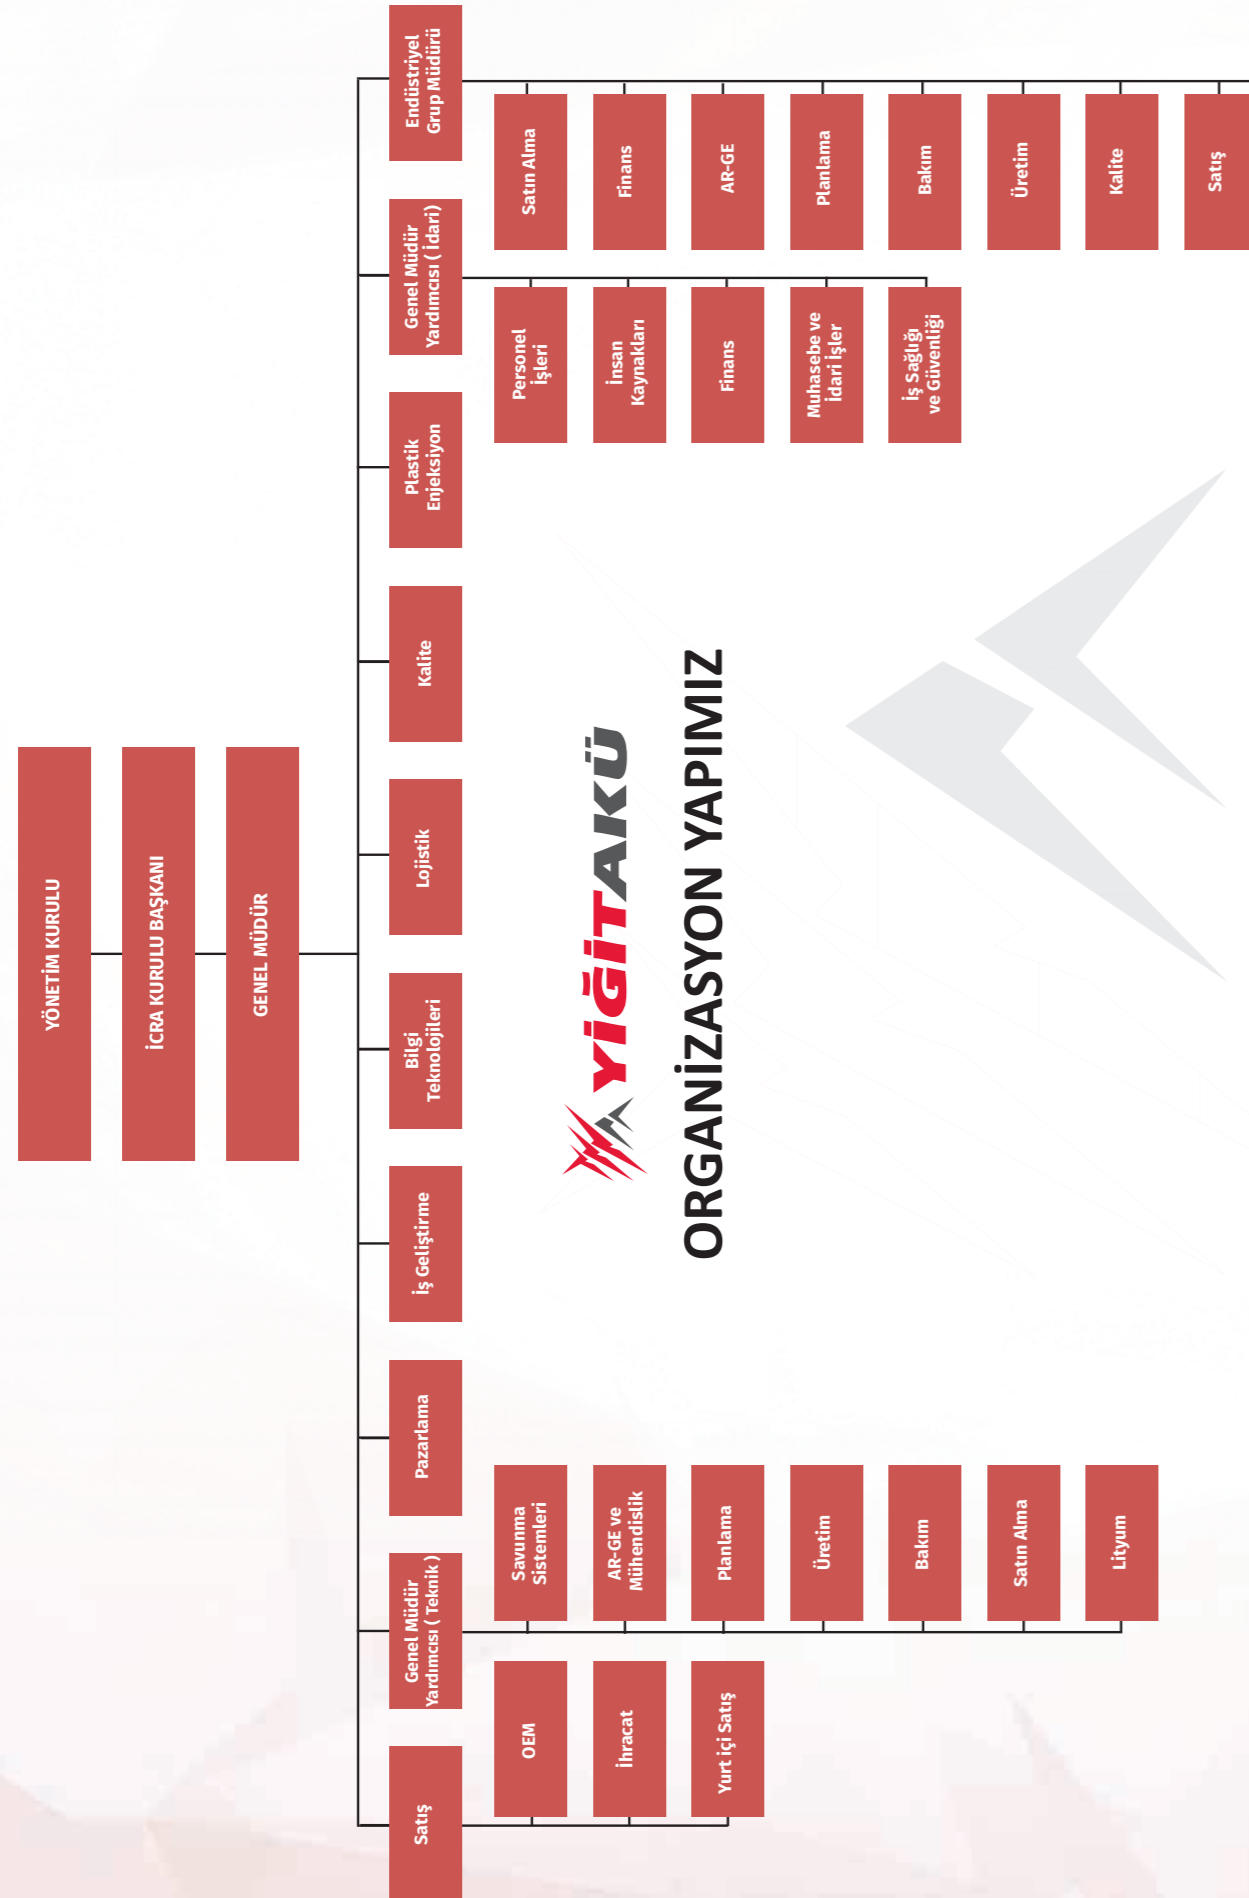 YÖNETİM KURULU
İCRA KURULU BAŞKANI
GENEL MÜDÜR
Satış
Genel Müdür
Yardımcısı ( Teknik )
Pazarlama
İş Geliştirme
Bilgi
Teknolojileri
Lojistik
Kalite
Plastik
Enjeksiyon
Genel Müdür
Yardımcısı ( İdari)
Endüstriyel
Grup Müdürü
OEM
İhracat
Yurt içi Satış
Savunma
Sistemleri
AR-GE ve
Mühendislik
Planlama
Üretim
Bakım
Satın Alma
Lityum
YİĞİTAKÜ
ORGANİZASYON YAPIMIZ
Personel
İşleri
İnsan
Kaynakları
Finans
Muhasebe ve
İdari İşler
İş Sağlığı
ve Güvenliği
Satın Alma
Finans
AR-GE
Planlama
Bakım
Üretim
Kalite
Satış